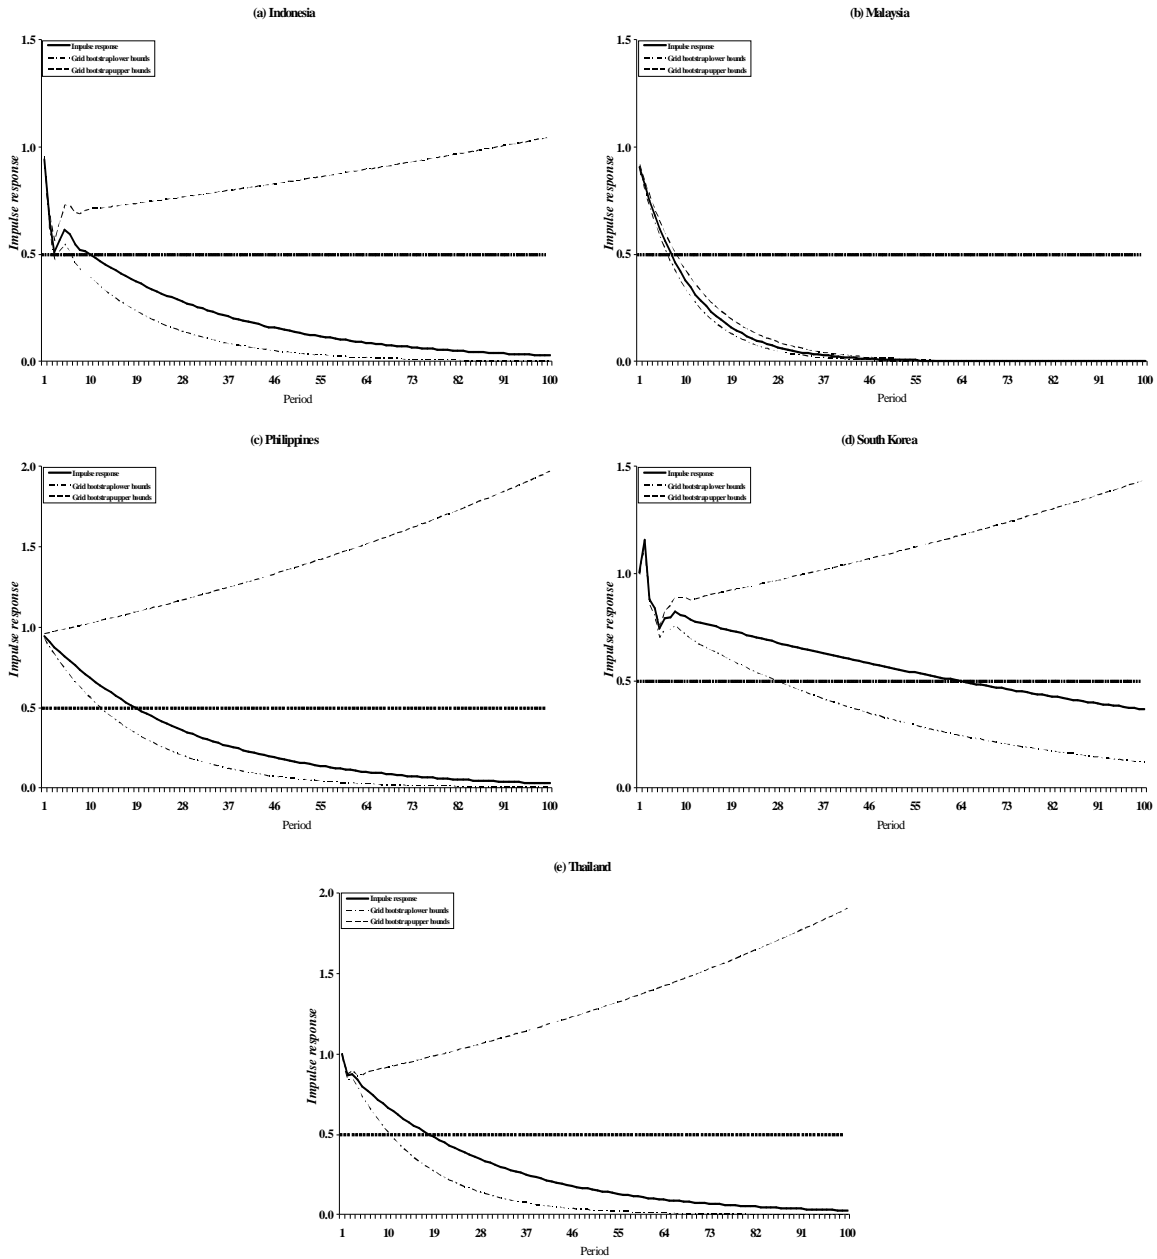 (a) Indonesia
1.5
1.0
0.5
0.0
Impulse response
Impulse response
Grid bootstrap lower bounds
Grid bootstrap upper bounds
1 10 19 28 37 46 55 64 73 82 91 100
Period
(b) Malaysia
1.5
1.0
0.5
0.0
Impulse response
Impulse response
Grid bootstrap lower bounds
Grid bootstrap upper bounds
1 10 19 28 37 46 55 64 73 82 91 100
Period
(c) Philippines
2.0
1.5
1.0
0.5
0.0
Impulse response
Impulse response
Grid bootstrap lower bounds
Grid bootstrap upper bounds
1 10 19 28 37 46 55 64 73 82 91 100
Period
(d) South Korea
1.5
1.0
0.5
0.0
Impulse response
Impulse response
Grid bootstrap lower bounds
Grid bootstrap upper bounds
1 10 19 28 37 46 55 64 73 82 91 100
Period
(e) Thailand
2.0
1.5
1.0
0.5
0.0
Impulse response
Impulse response
Grid bootstrap lower bounds
Grid bootstrap upper bounds
1 10 19 28 37 46 55 64 73 82 91 100
Period